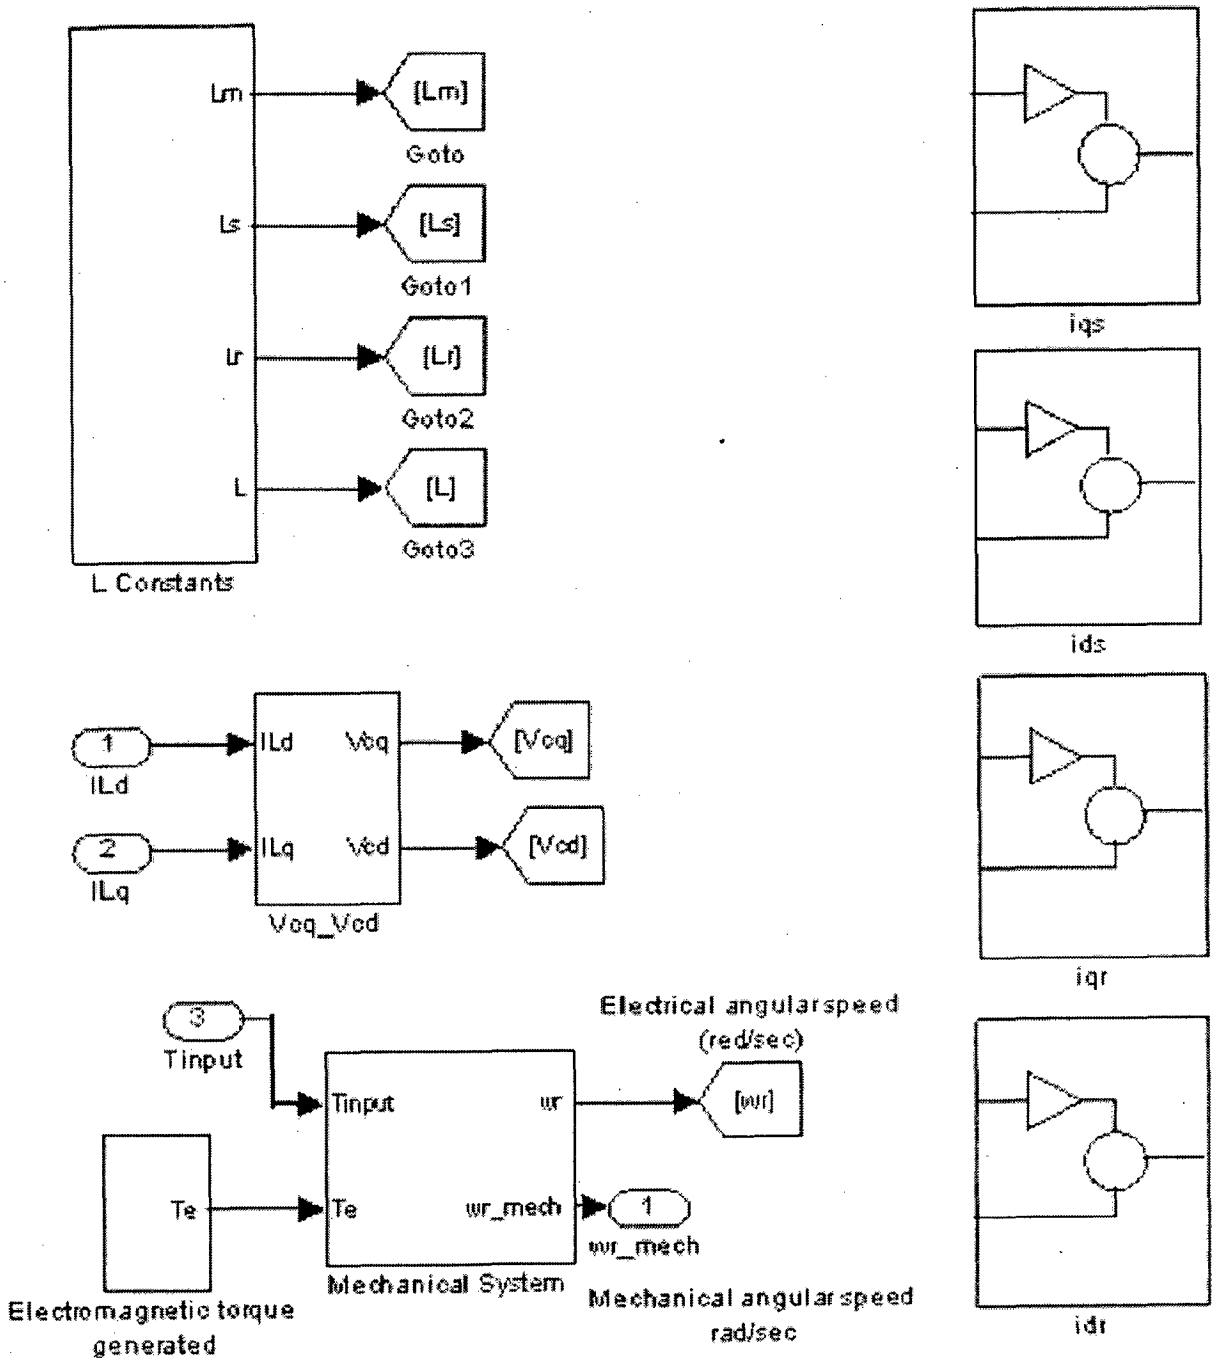 Lm
[Lm]
Goto
Ls
[Ls]
Goto1
Lr
[Lr]
Goto2
L
[L]
Goto3
L Constants
1
ILd
ILd
Vcq
[Vcq]
2
ILq
ILq
Vcd
[Vcd]
Vcq_Vcd
3
Tinput
Tinput
wr
Electrical angular speed
(red/sec)
[wr]
Te
Te
wr_mech
1
wr_mech
Mechanical System
Mechanical angular speed
rad/sec
Electromagnetic torque
generated
iqs
ids
iqr
idr